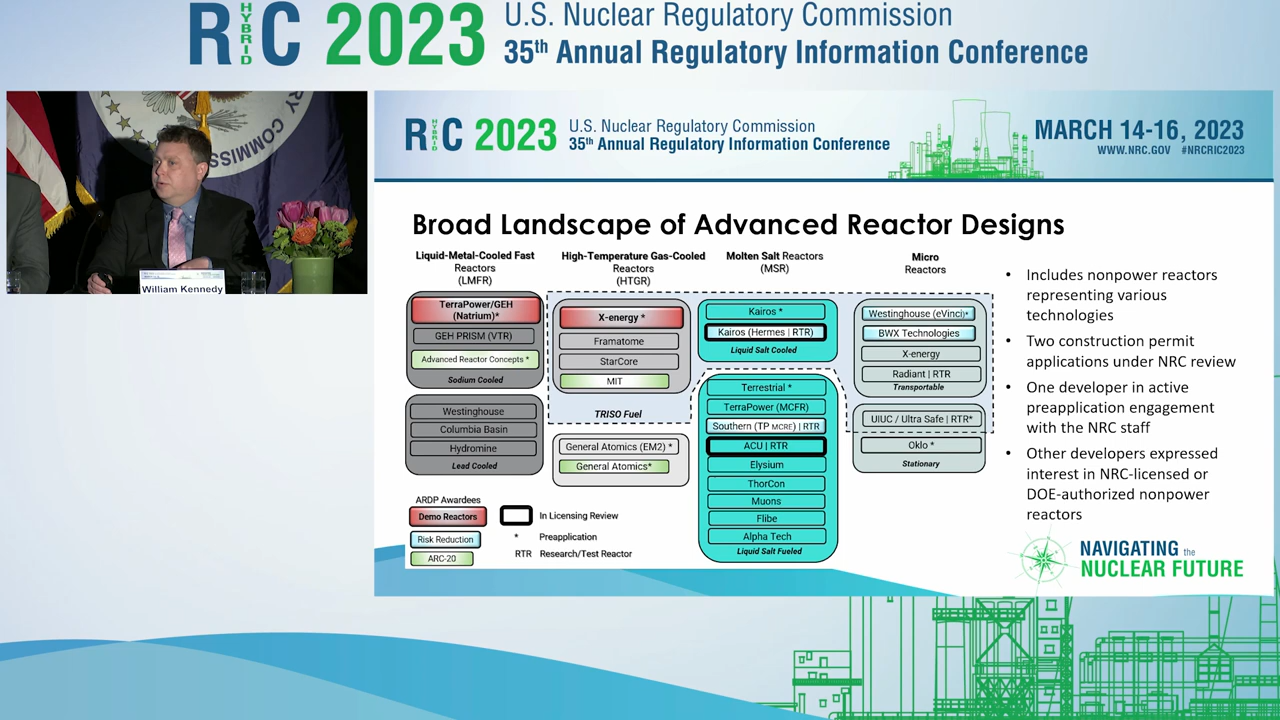 R HYBRID C 2023
U.S. Nuclear Regulatory Commission
35th Annual Regulatory Information Conference
RY COMMISS
William Kennedy
R HYBRID C 2023
U.S. Nuclear Regulatory Commission
35th Annual Regulatory Information Conference
MARCH 14-16, 2023
WWW.NRC.GOV #NRCRIC2023
Broad Landscape of Advanced Reactor Designs
Liquid-Metal-Cooled Fast
Reactors
(LMFR)
TerraPower/GEH
(Natrium)*
GEH PRISM (VTR)
Advanced Reactor Concepts *
Sodium Cooled
Westinghouse
Columbia Basin
Hydromine
Lead Cooled
High-Temperature Gas-Cooled
Reactors
(HTGR)
X-energy *
Framatome
StarCore
MIT
TRISO Fuel
General Atomics (EM2) *
General Atomics*
Molten Salt Reactors
(MSR)
Kairos *
Kairos (Hermes | RTR)
Liquid Salt Cooled
Terrestrial *
TerraPower (MCFR)
Southern (TP MCRE) | RTR
ACU | RTR
Elysium
ThorCon
Muons
Flibe
Alpha Tech
Liquid Salt Fueled
Micro
Reactors
Westinghouse (eVinci)*
BWX Technologies
X-energy
Radiant | RTR
Transportable
UIUC / Ultra Safe | RTR*
Oklo *
Stationary
ARDP Awardees
Demo Reactors
Risk Reduction
ARC-20
In Licensing Review
* Preapplication
RTR Research/Test Reactor
• Includes nonpower reactors
representing various
technologies
• Two construction permit
applications under NRC review
• One developer in active
preapplication engagement
with the NRC staff
• Other developers expressed
interest in NRC-licensed or
DOE-authorized nonpower
reactors
NAVIGATING the
NUCLEAR FUTURE